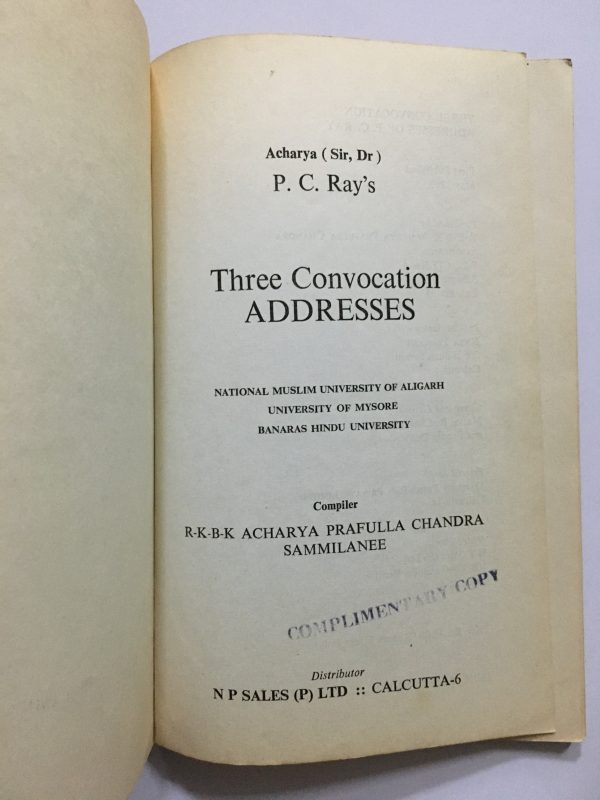 Acharya ( Sir, Dr )
P. C. Ray's
Three Convocation
ADDRESSES
NATIONAL MUSLIM UNIVERSITY OF ALIGARH
UNIVERSITY OF MYSORE
BANARAS HINDU UNIVERSITY
Compiler
R-K-B-K ACHARYA PRAFULLA CHANDRA
SAMMILANEE
COMPLIMENTARY COPY
Distributor
N P SALES (P) LTD :: CALCUTTA-6